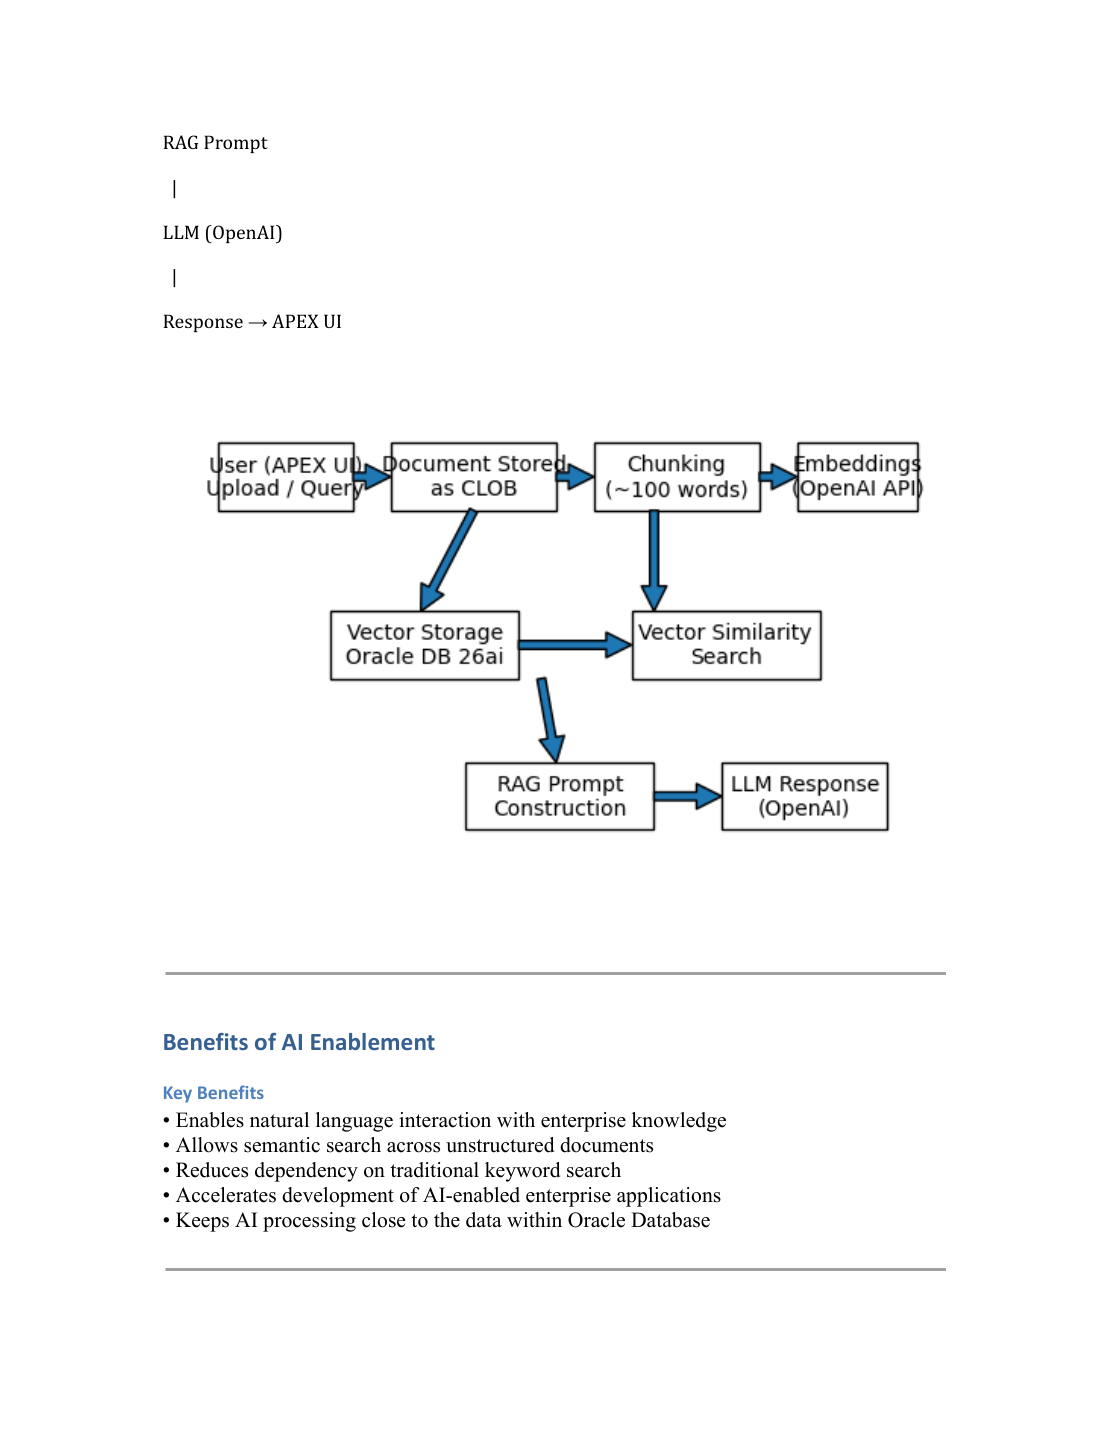 RAG Prompt
|
LLM (OpenAI)
|
Response → APEX UI
User (APEX UI)
Upload / Query
Document Stored
as CLOB
Chunking
(~100 words)
Embeddings
(OpenAI API)
Vector Storage
Oracle DB 26ai
Vector Similarity
Search
RAG Prompt
Construction
LLM Response
(OpenAI)
Benefits of AI Enablement
Key Benefits
• Enables natural language interaction with enterprise knowledge
• Allows semantic search across unstructured documents
• Reduces dependency on traditional keyword search
• Accelerates development of AI-enabled enterprise applications
• Keeps AI processing close to the data within Oracle Database